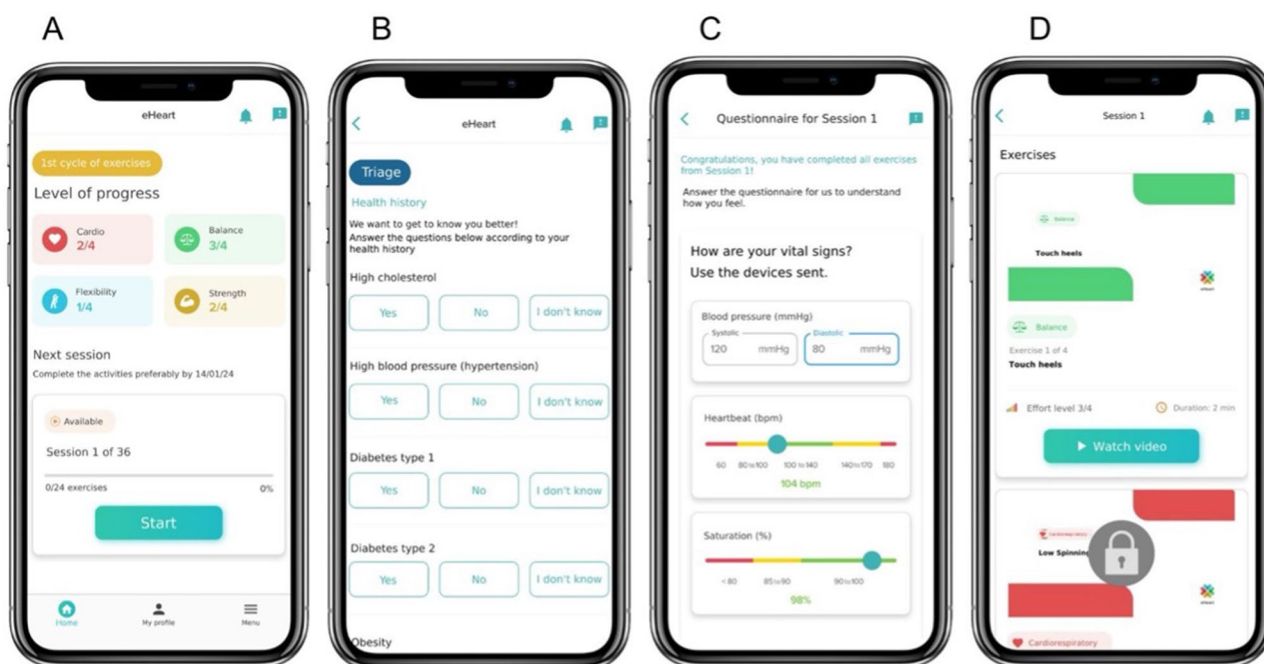 A
B
C
D
eHeart
1st cycle of exercises
Level of progress
Cardio
2/4
Balance
3/4
Flexibility
1/4
Strength
2/4
Next session
Complete the activities preferably by 14/01/24
Available
Session 1 of 36
0/24 exercises
0%
Start
Home
My profile
Menu
eHeart
Triage
Health history
We want to get to know you better!
Answer the questions below according to your
health history
High cholesterol
Yes
No
I don't know
High blood pressure (hypertension)
Yes
No
I don't know
Diabetes type 1
Yes
No
I don't know
Diabetes type 2
Yes
No
I don't know
Obesity
Questionnaire for Session 1
Congratulations, you have completed all exercises
from Session 1!
Answer the questionnaire for us to understand
how you feel.
How are your vital signs?
Use the devices sent.
Blood pressure (mmHg)
Systolic
120 mmHg
Diastolic
80 mmHg
Heartbeat (bpm)
60 80 to 100 100 to 140 140 to 170 180
104 bpm
Saturation (%)
<80 85 to 90 90 to 100
98%
Session 1
Exercises
Balance
Touch heels
eHeart
Balance
Exercise 1 of 4
Touch heels
Effort level 3/4
Duration: 2 min
Watch video
Low Spinning
eHeart
Cardiorespiratory